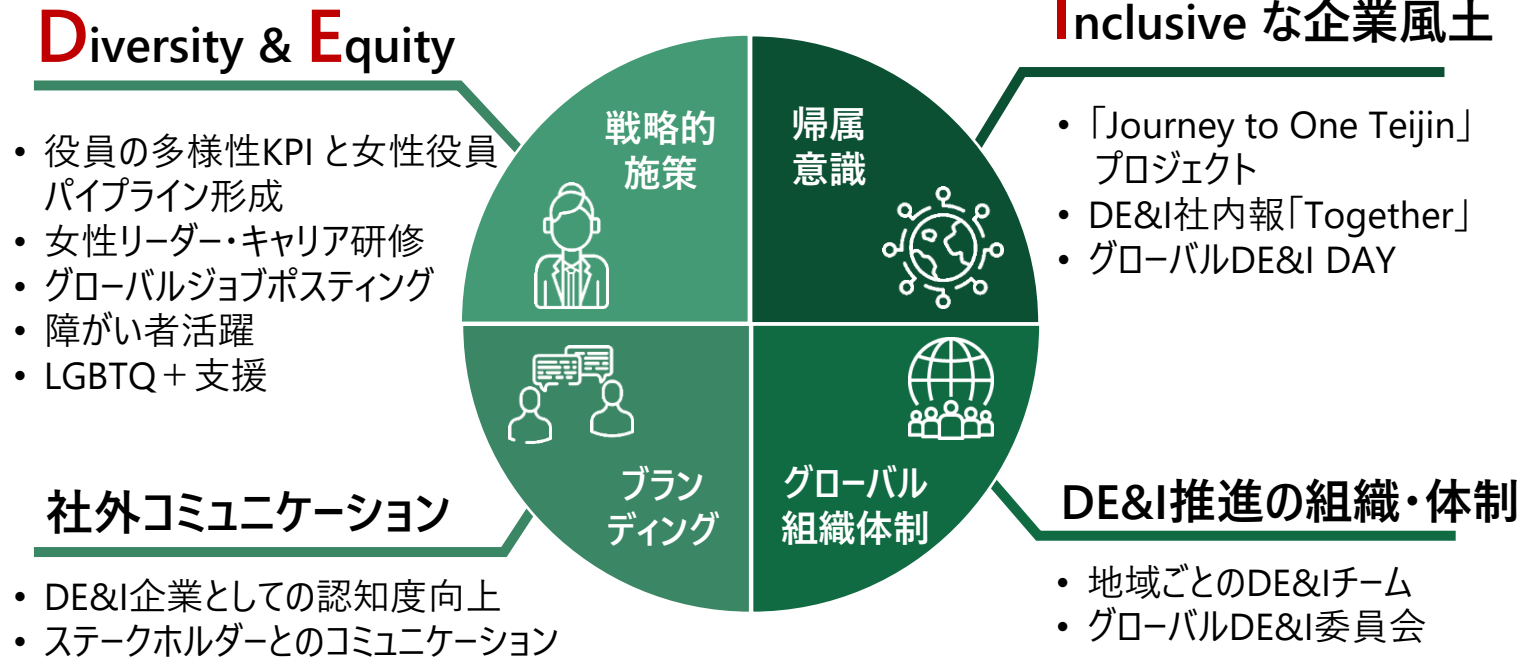 Diversity & Equity
• 役員の多様性KPI と女性役員
パイプライン形成
• 女性リーダー・キャリア研修
• グローバルジョブポスティング
• 障がい者活躍
• LGBTQ＋支援
戦略的
施策
帰属
意識
Inclusive な企業風土
• 「Journey to One Teijin」
プロジェクト
• DE&I社内報「Together」
• グローバルDE&I DAY
社外コミュニケーション
• DE&I企業としての認知度向上
• ステークホルダーとのコミュニケーション
ブラン
ディング
グローバル
組織体制
DE&I推進の組織・体制
• 地域ごとのDE&Iチーム
• グローバルDE&I委員会